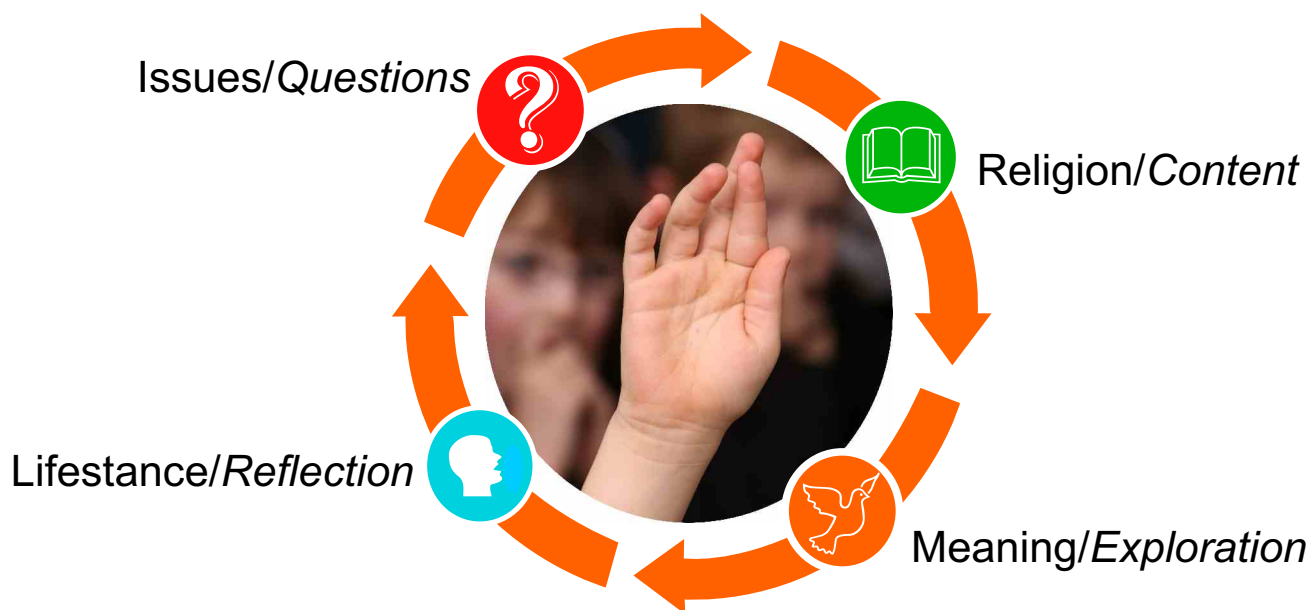 Issues/Questions
Religion/Content
Lifestance/Reflection
Meaning/Exploration